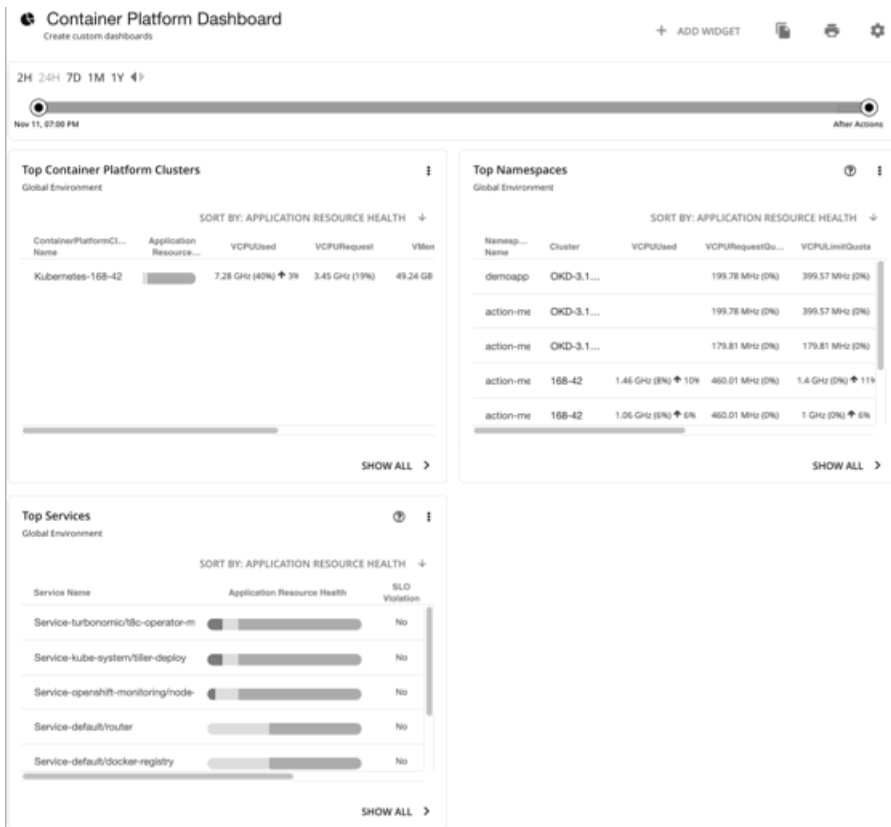 Container Platform Dashboard
Create custom dashboards
+ ADD WIDGET
2H 24H 7D 1M 1Y
Nov 11, 07:00 PM
After Actions
Top Container Platform Clusters
Global Environment
SORT BY: APPLICATION RESOURCE HEALTH ↓
ContainerPlatformCl... Name Application Resource... VCPUUsed VCPURequest VMem
Kubernetes-168-42 7.28 GHz (40%) 🡅 3% 3.45 GHz (19%) 49.24 GB
SHOW ALL >
Top Namespaces
Global Environment
SORT BY: APPLICATION RESOURCE HEALTH ↓
Namesp... Name Cluster VCPUUsed VCPURequestQu... VCPULimitQuota
demoapp OKD-3.1... 199.78 MHz (0%) 399.57 MHz (0%)
action-me OKD-3.1... 199.78 MHz (0%) 399.57 MHz (0%)
action-me OKD-3.1... 179.81 MHz (0%) 179.81 MHz (0%)
action-me 168-42 1.46 GHz (8%) 🡅 10% 460.01 MHz (0%) 1.4 GHz (0%) 🡅 11%
action-me 168-42 1.06 GHz (6%) 🡅 6% 460.01 MHz (0%) 1 GHz (0%) 🡅 6%
SHOW ALL >
Top Services
Global Environment
SORT BY: APPLICATION RESOURCE HEALTH ↓
Service Name Application Resource Health SLO Violation
Service-turbonomic/t8c-operator-m No
Service-kube-system/tiller-deploy No
Service-openshift-monitoring/node- No
Service-default/router No
Service-default/docker-registry No
SHOW ALL >